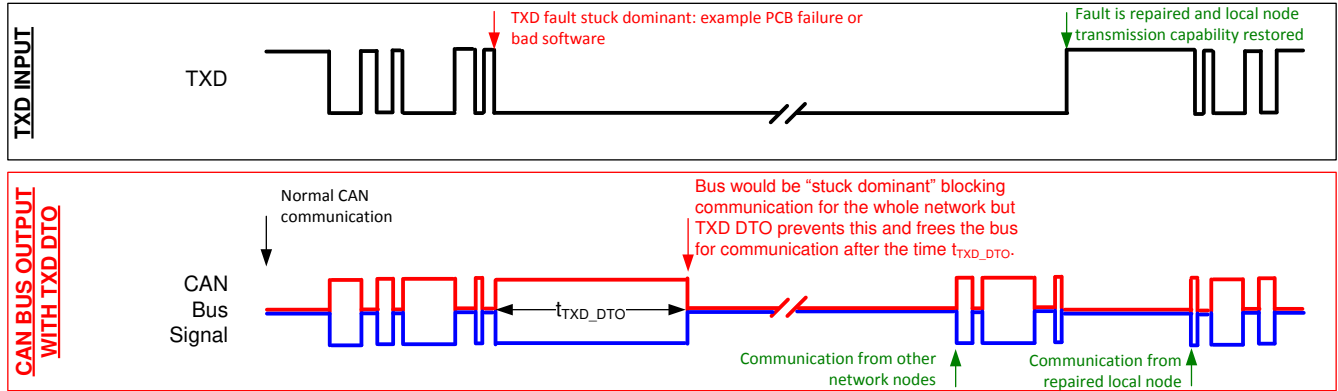 TXD INPUT
TXD fault stuck dominant: example PCB failure or
bad software
Fault is repaired and local node
transmission capability restored
TXD
CAN BUS OUTPUT
WITH TXD DTO
Normal CAN
communication
Bus would be “stuck dominant” blocking
communication for the whole network but
TXD DTO prevents this and frees the bus
for communication after the time tTXD_DTO.
CAN
Bus
Signal
tTXD_DTO
Communication from other
network nodes
Communication from
repaired local node